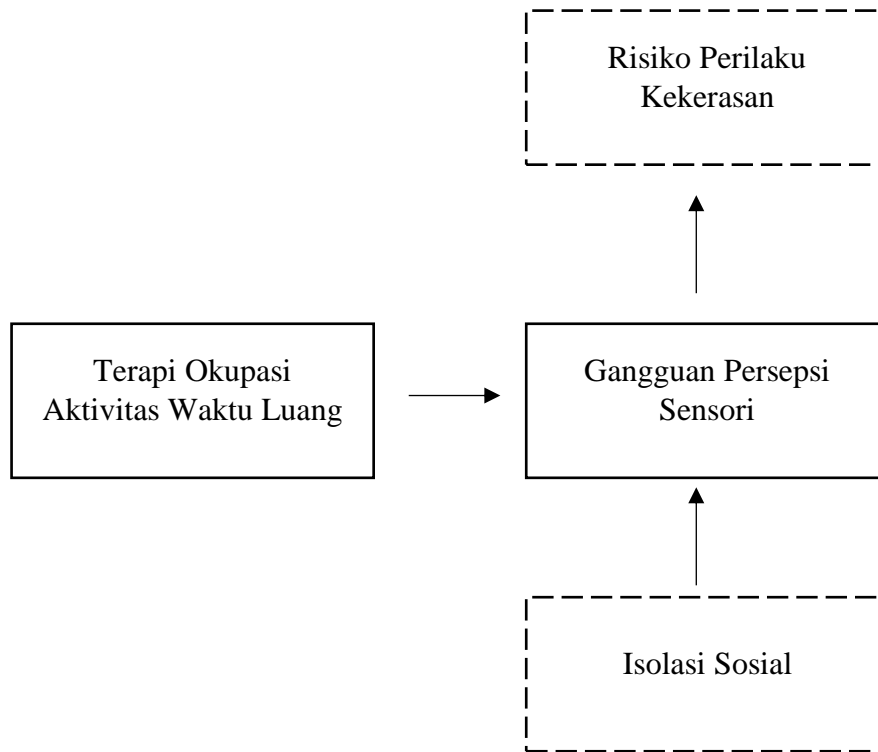 Risiko Perilaku
Kekerasan
Terapi Okupasi
Aktivitas Waktu Luang
Gangguan Persepsi
Sensori
Isolasi Sosial